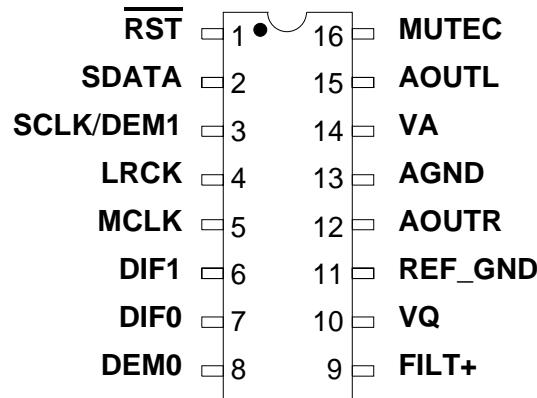 RST 1 16 MUTEC
SDATA 2 15 AOUTL
SCLK/DEM1 3 14 VA
LRCK 4 13 AGND
MCLK 5 12 AOUTR
DIF1 6 11 REF_GND
DIF0 7 10 VQ
DEM0 8 9 FILT+